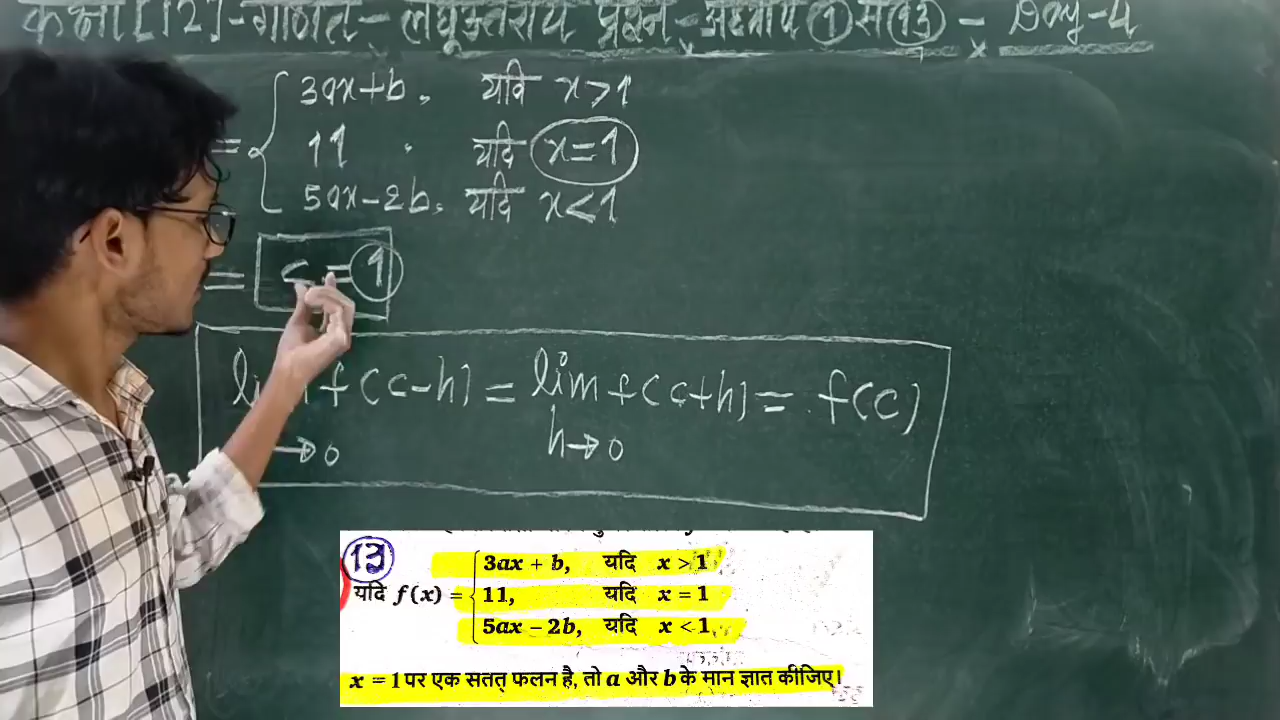 कक्षा [12]-गणित - लघुउत्तरीय प्रश्न - अध्याय ① से ⑬ - Day-4
= { 3ax+b, यदि x>1
11 , यदि x=1
5ax-2b, यदि x<1
= c = 1
lim f(c-h) = lim f(c+h) = f(c)
→0 h→0
13
यदि f(x) = { 3ax + b, यदि x > 1
11, यदि x = 1
5ax − 2b, यदि x < 1
x = 1 पर एक सतत् फलन है, तो a और b के मान ज्ञात कीजिए।